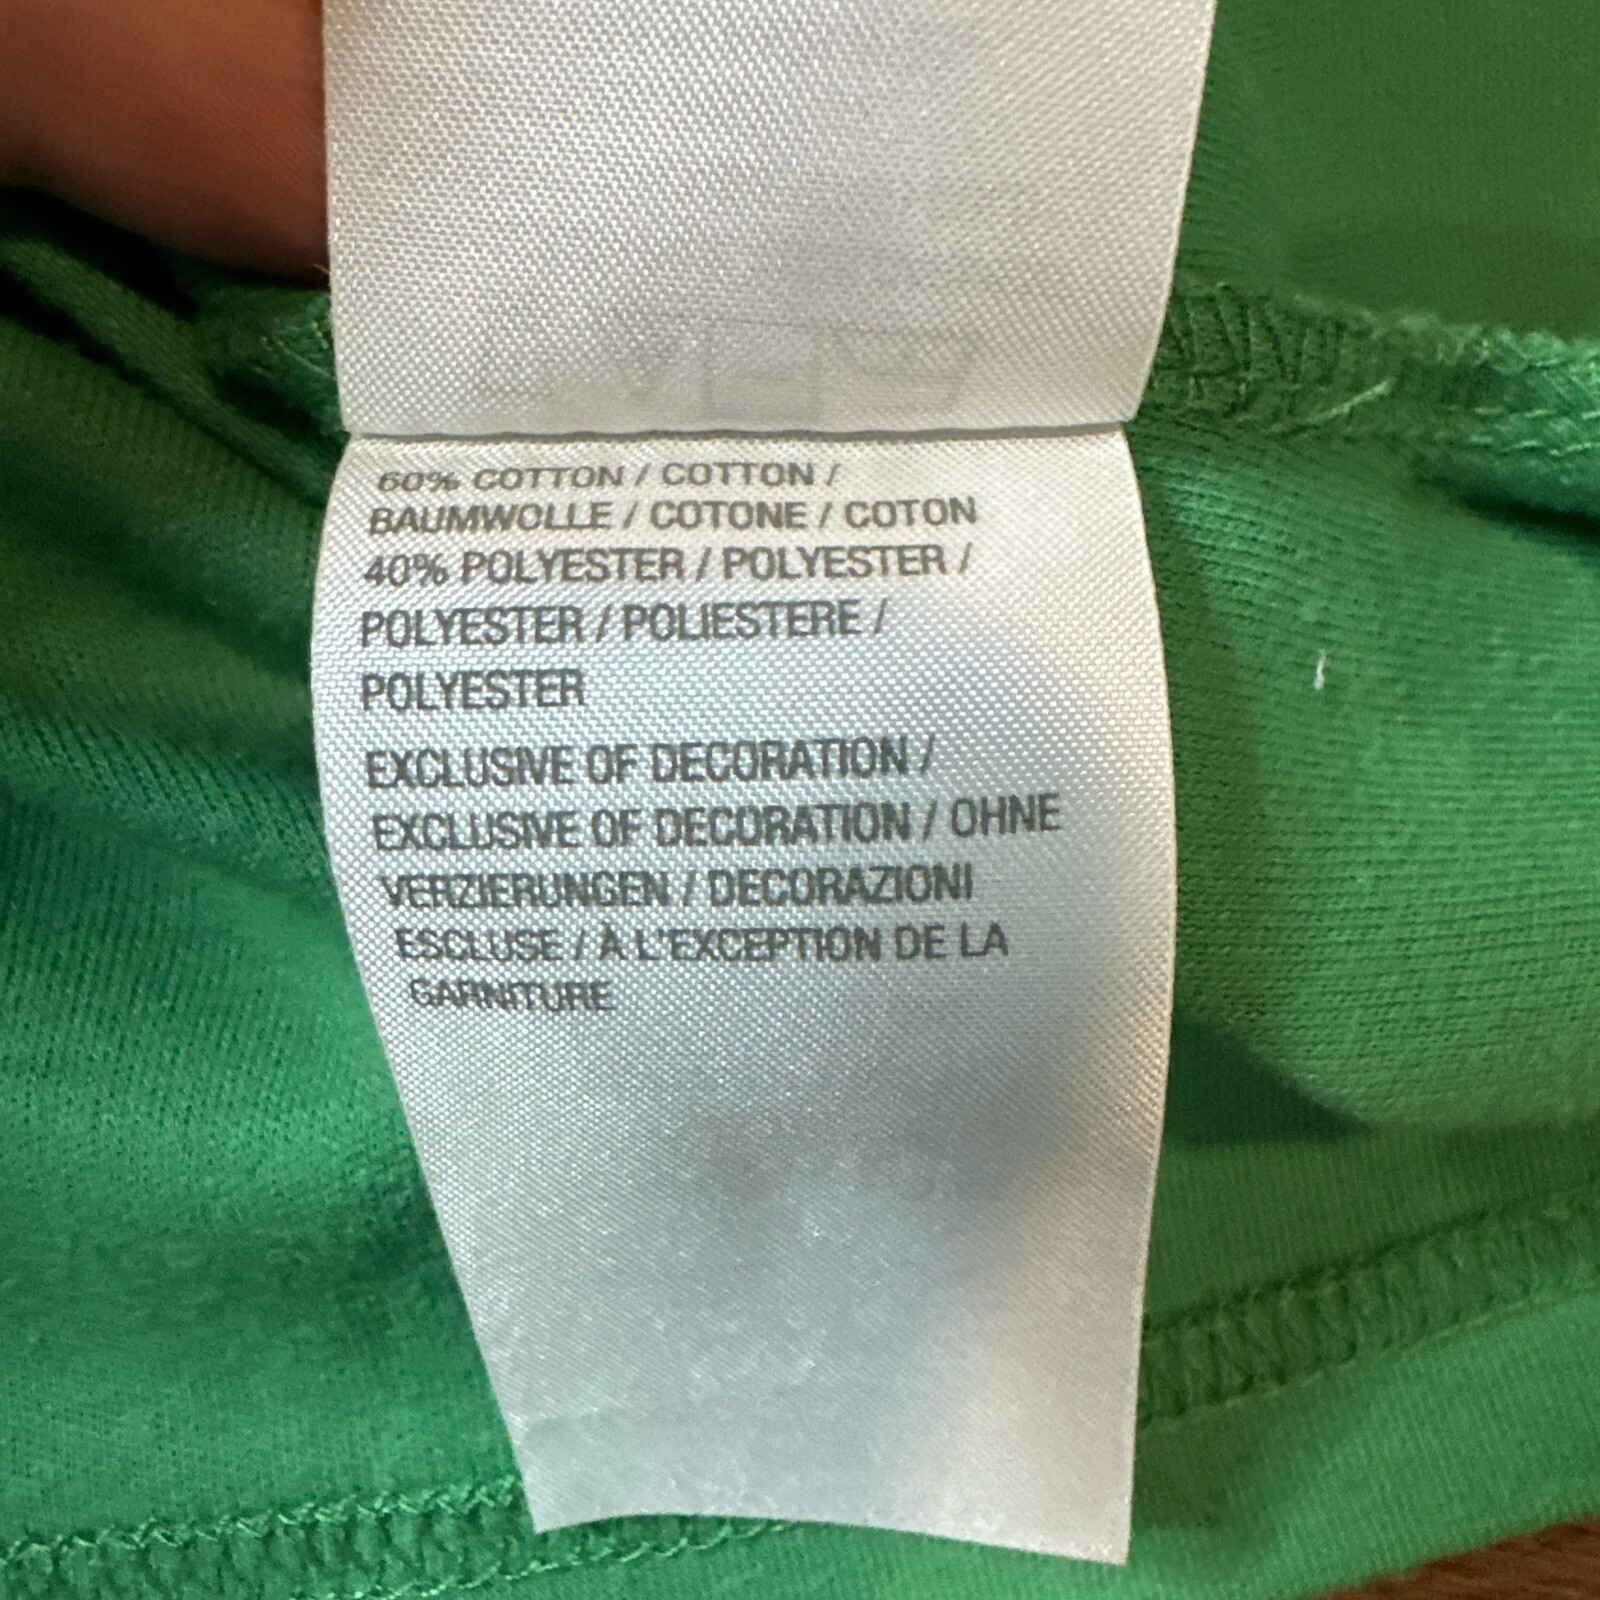 60% COTTON / COTTON /
BAUMWOLLE / COTONE / COTON
40% POLYESTER / POLYESTER /
POLYESTER / POLIESTERE /
POLYESTER
EXCLUSIVE OF DECORATION /
EXCLUSIVE OF DECORATION / OHNE
VERZIERUNGEN / DECORAZIONI
ESCLUSE / À L'EXCEPTION DE LA
GARNITURE